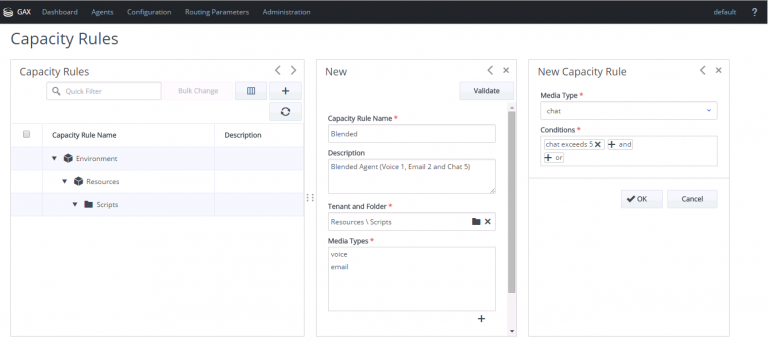 GAX Dashboard Agents Configuration Routing Parameters Administration default ?
Capacity Rules
Capacity Rules
Quick Filter
Bulk Change
Capacity Rule Name Description
Environment
Resources
Scripts
New
Validate
Capacity Rule Name *
Blended
Description
Blended Agent (Voice 1, Email 2 and Chat 5)
Tenant and Folder *
Resources \ Scripts
Media Types *
voice
email
New Capacity Rule
Media Type *
chat
Conditions *
chat exceeds 5 and
or
OK Cancel